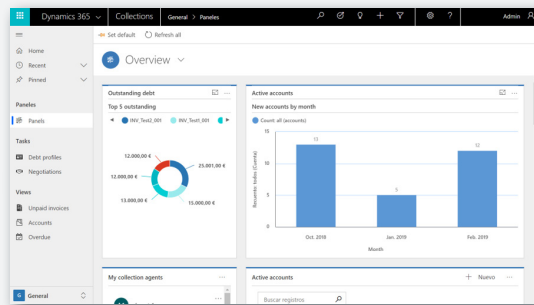 Dynamics 365
Collections
General > Paneles
Admin
Set default
Refresh all
Home
Recent
Pinned
Paneles
Panels
Tasks
Debt profiles
Negotiations
Views
Unpaid invoices
Accounts
Overdue
G General
Overview
Outstanding debt
Top 5 outstanding
INV_Test2_001
INV_Test1_001
12.000,00 €
25.001,00 €
12.000,00 €
13.000,00 €
15.000,00 €
Active accounts
New accounts by month
Count: all (accounts)
Recuento: todos (Cuenta)
15
10
5
0
13
5
12
Oct. 2018
Jan. 2019
Feb. 2019
Month
My collection agents
Active accounts
+ Nuevo
Buscar registros